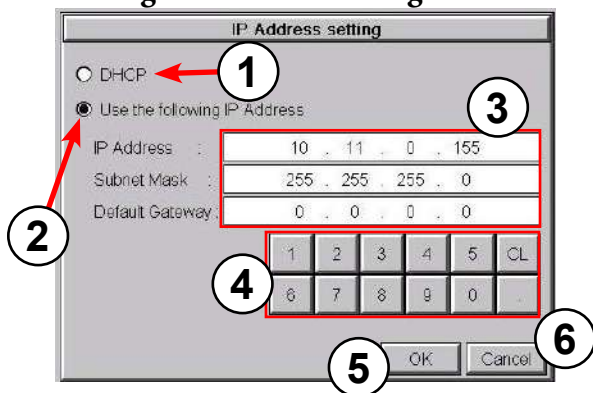 IP Address setting
DHCP
1
Use the following IP Address
3
IP Address : 10 . 11 . 0 . 155
Subnet Mask : 255 . 255 . 255 . 0
Default Gateway : 0 . 0 . 0 . 0
2
1 2 3 4 5 CL
4
6 7 8 9 0 .
5
OK Cancel
6